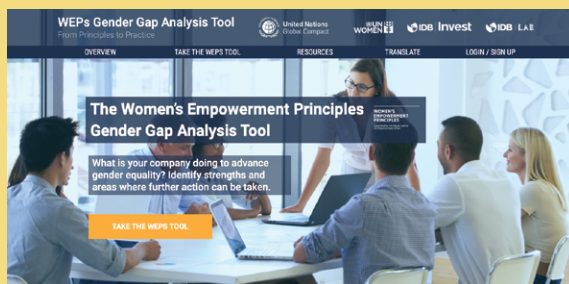 WEPs Gender Gap Analysis Tool
From Principles to Practice
United Nations
Global Compact
UN
WOMEN
IDB Invest
IDB LAB
OVERVIEW
TAKE THE WEPS TOOL
RESOURCES
TRANSLATE
LOGIN / SIGN UP
The Women's Empowerment Principles
Gender Gap Analysis Tool
WOMEN'S
EMPOWERMENT
PRINCIPLES
What is your company doing to advance
gender equality? Identify strengths and
areas where further action can be taken.
TAKE THE WEPS TOOL